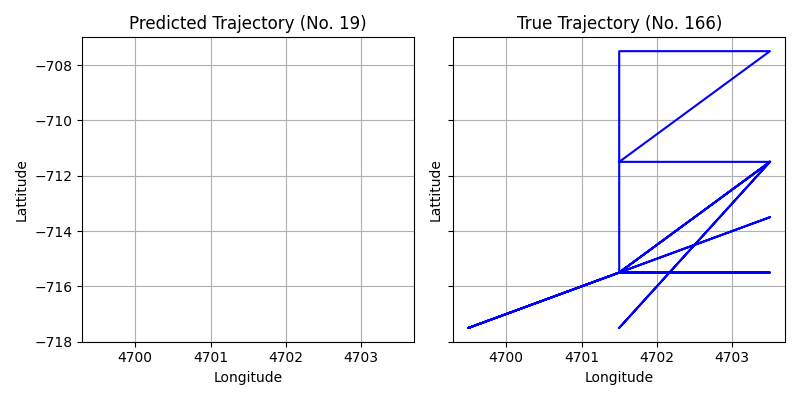 Predicted Trajectory (No. 19)
True Trajectory (No. 166)
Lattitude
−708
−710
−712
−714
−716
−718
4700
4701
4702
4703
Longitude
Lattitude
4700
4701
4702
4703
Longitude